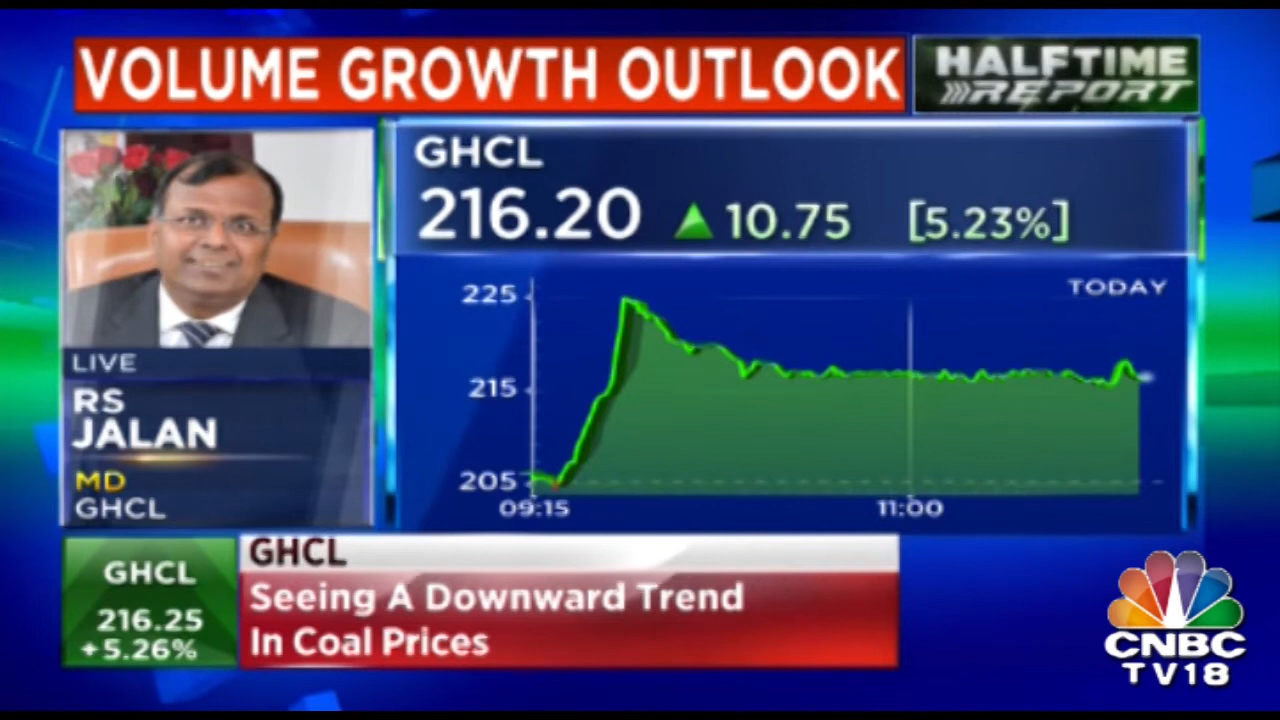 VOLUME GROWTH OUTLOOK
HALFTIME
REPORT
GHCL
216.20 ▲ 10.75 [5.23%]
TODAY
225
215
205
09:15 11:00
LIVE
RS
JALAN
MD
GHCL
GHCL
216.25
+5.26%
GHCL
Seeing A Downward Trend
In Coal Prices
CNBC
TV18